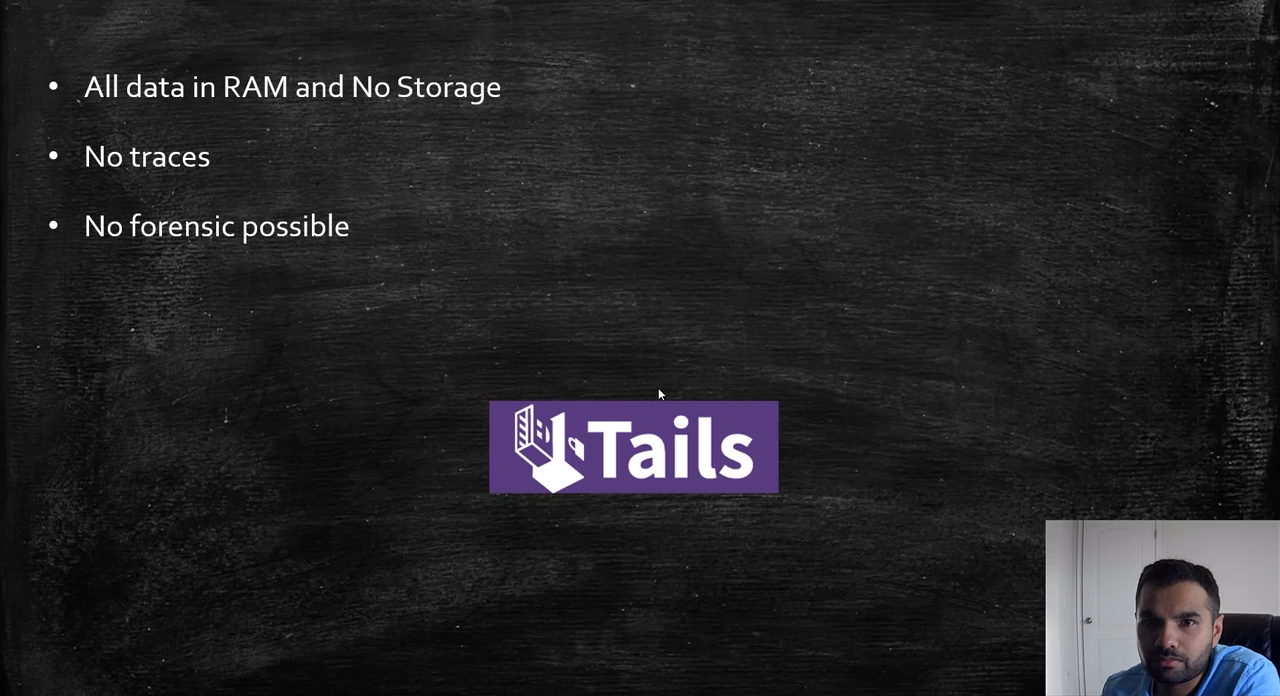 All data in RAM and No Storage
No traces
No forensic possible
Tails